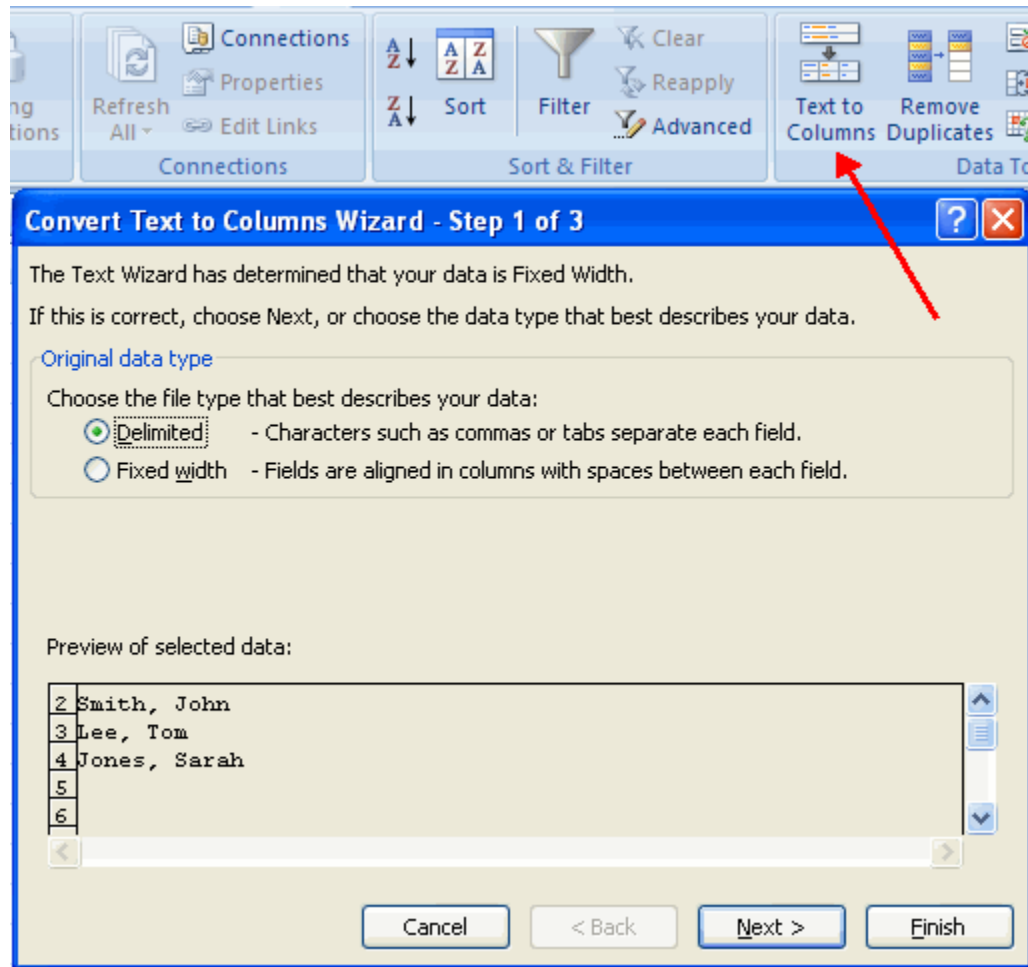 Connections
Properties
Edit Links
Refresh
All
Connections
A
Z
Z
A
A Z
Z A
Sort
Filter
Clear
Reapply
Advanced
Sort & Filter
Text to
Columns
Remove
Duplicates
Convert Text to Columns Wizard - Step 1 of 3
The Text Wizard has determined that your data is Fixed Width.
If this is correct, choose Next, or choose the data type that best describes your data.
Original data type
Choose the file type that best describes your data:
Delimited - Characters such as commas or tabs separate each field.
Fixed width - Fields are aligned in columns with spaces between each field.
Preview of selected data:
2 Smith, John
3 Lee, Tom
4 Jones, Sarah
5
6
Cancel < Back Next > Finish